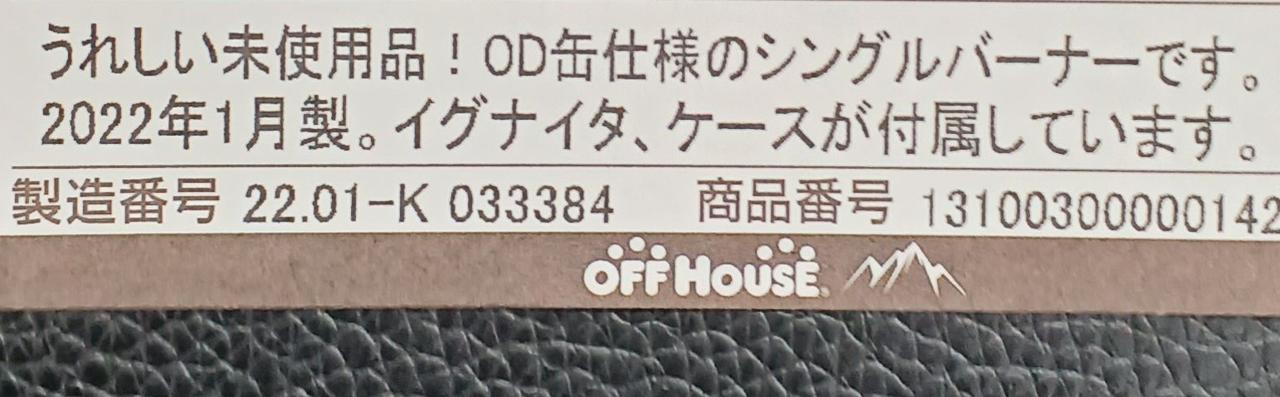 うれしい未使用品！OD缶仕様のシングルバーナーです。
2022年1月製。イグナイタ、ケースが付属しています。
製造番号 22.01-K 033384 商品番号 13100300000142
OFF HOUSE